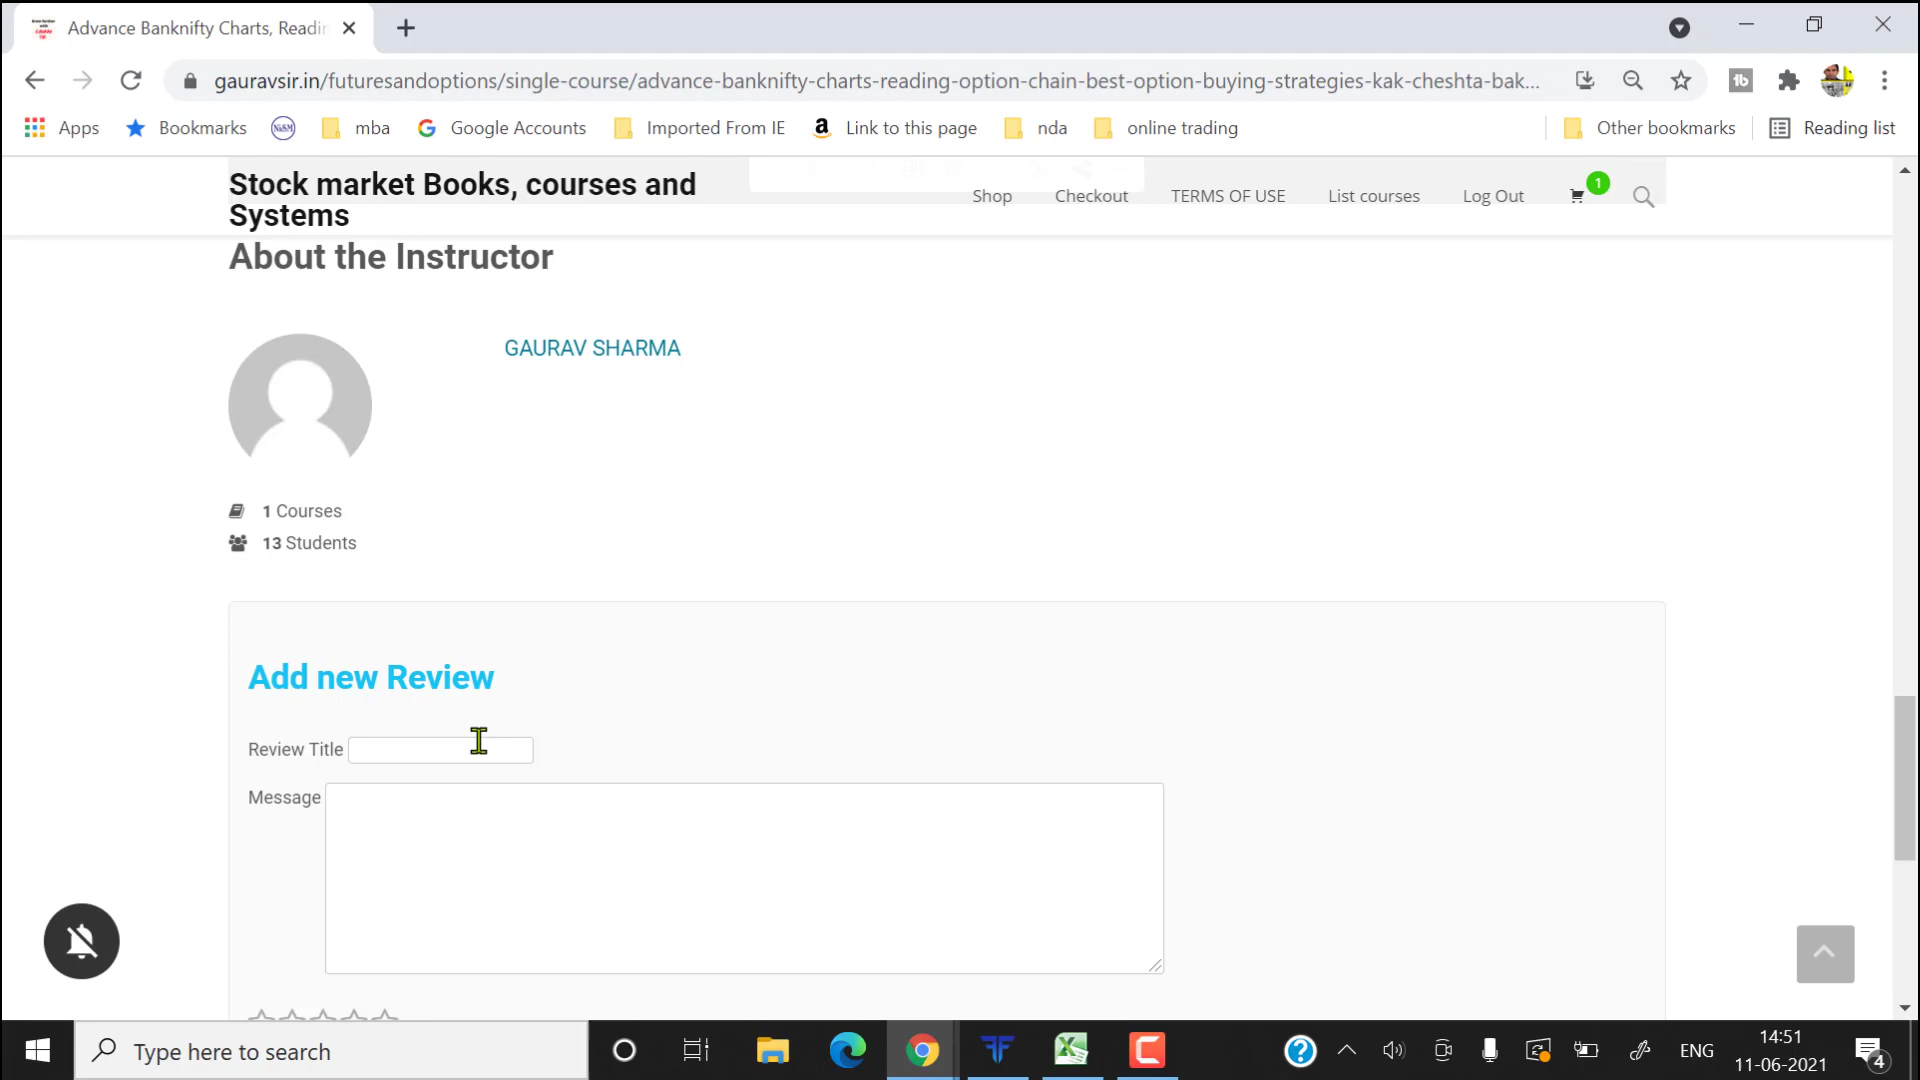 Advance Banknifty Charts, Readin
gauravsir.in/futuresandoptions/single-course/advance-banknifty-charts-reading-option-chain-best-option-buying-strategies-kak-cheshta-bak...
Apps
Bookmarks
NiSM
mba
Google Accounts
Imported From IE
Link to this page
nda
online trading
Other bookmarks
Reading list
Stock market Books, courses and
Systems
Shop
Checkout
TERMS OF USE
List courses
Log Out
1
About the Instructor
GAURAV SHARMA
1 Courses
13 Students
Add new Review
Review Title
Message
Type here to search
ENG
14:51
11-06-2021
4